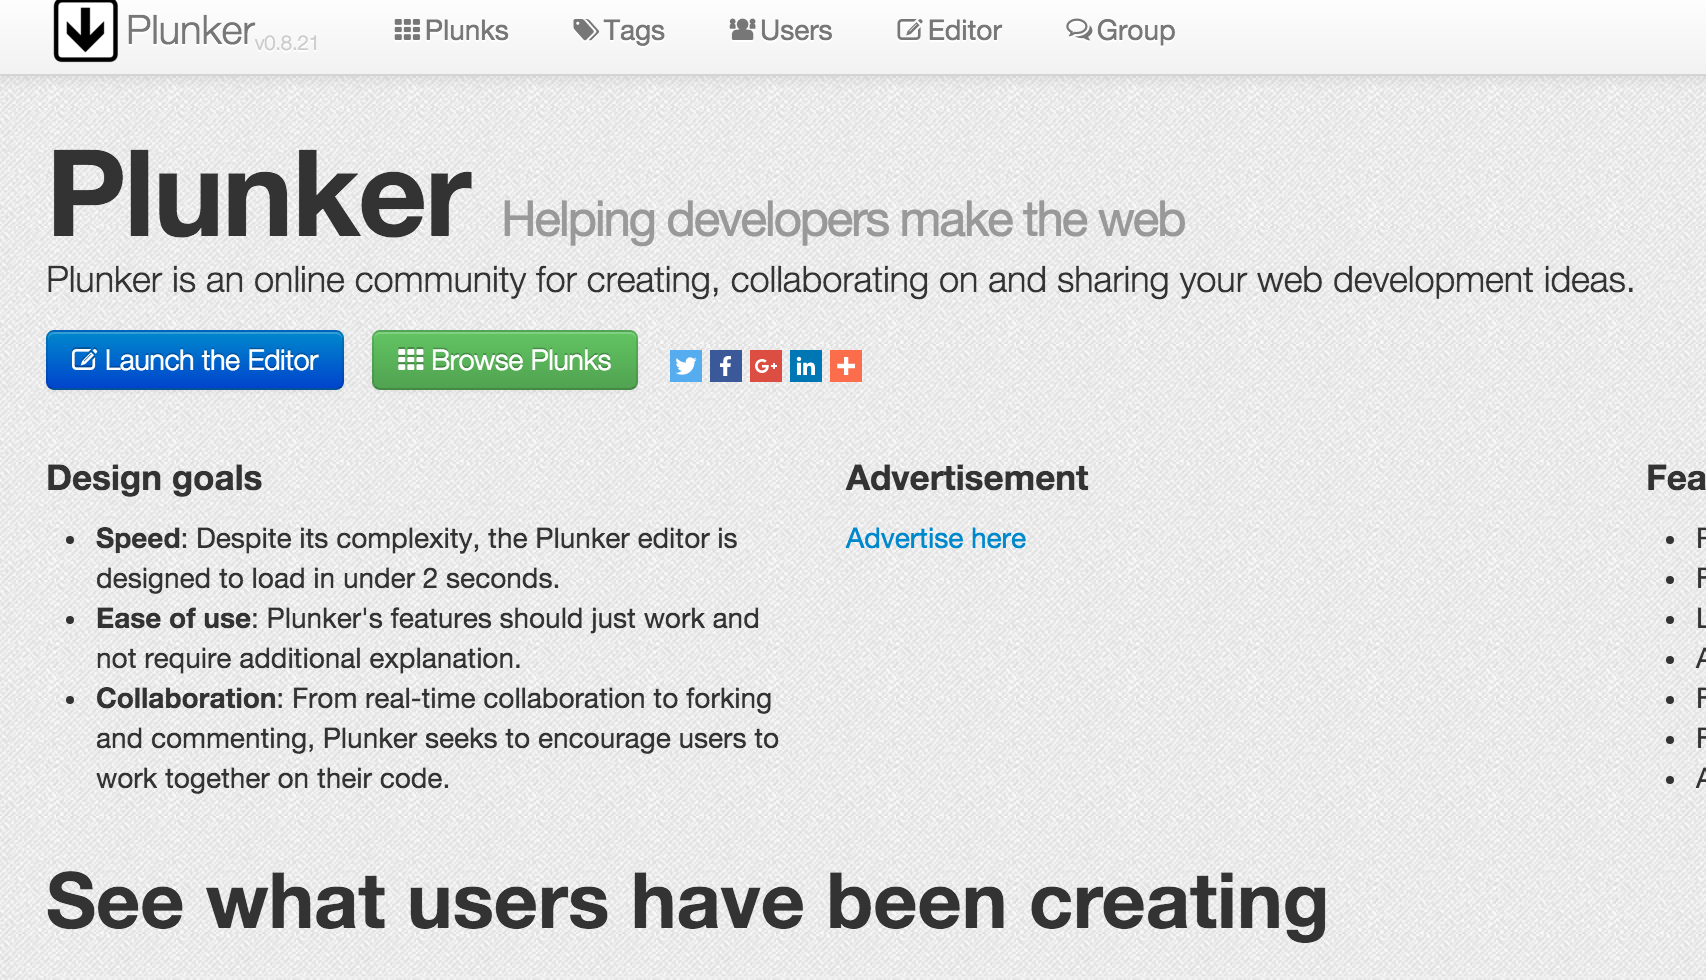 Plunker v0.8.21 Plunks Tags Users Editor Group
Plunker Helping developers make the web
Plunker is an online community for creating, collaborating on and sharing your web development ideas.
Launch the Editor Browse Plunks
Design goals
Speed: Despite its complexity, the Plunker editor is
designed to load in under 2 seconds.
Ease of use: Plunker's features should just work and
not require additional explanation.
Collaboration: From real-time collaboration to forking
and commenting, Plunker seeks to encourage users to
work together on their code.
Advertisement
Advertise here
Fea
See what users have been creating